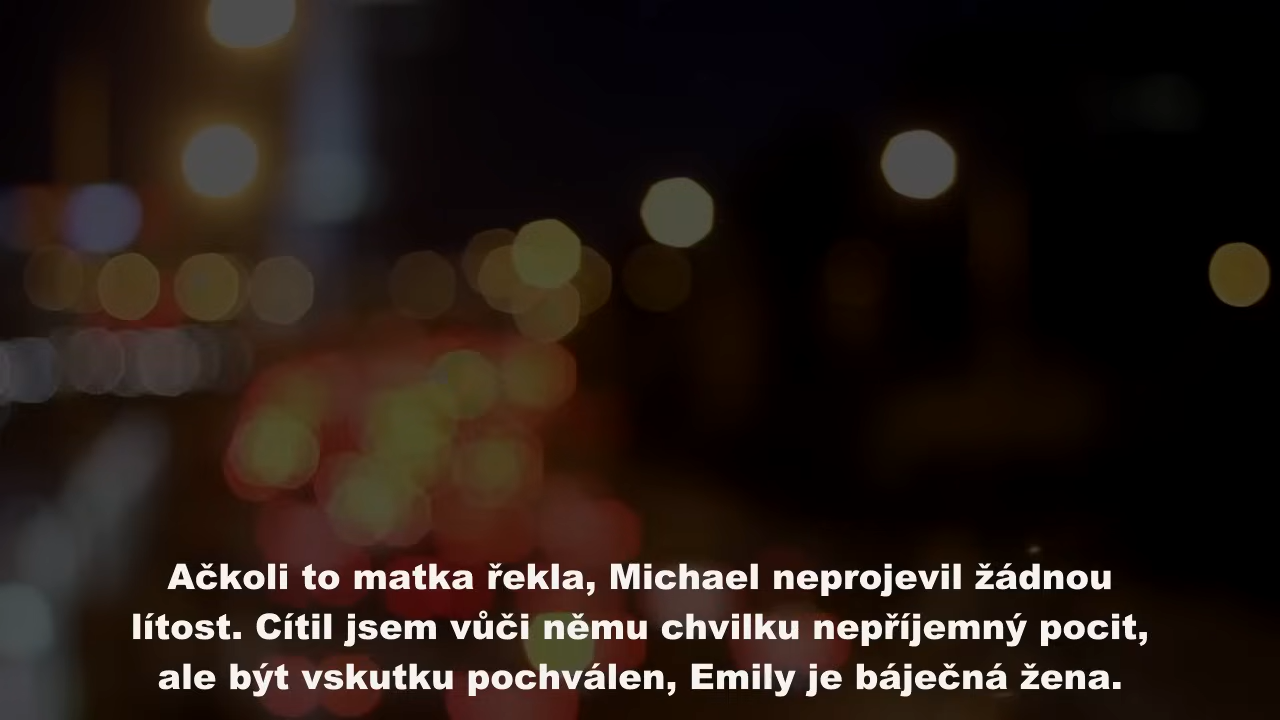 Ačkoli to matka řekla, Michael neprojevil žádnou
lítost. Cítil jsem vůči němu chvilku nepříjemný pocit,
ale být vskutku pochválen, Emily je báječná žena.